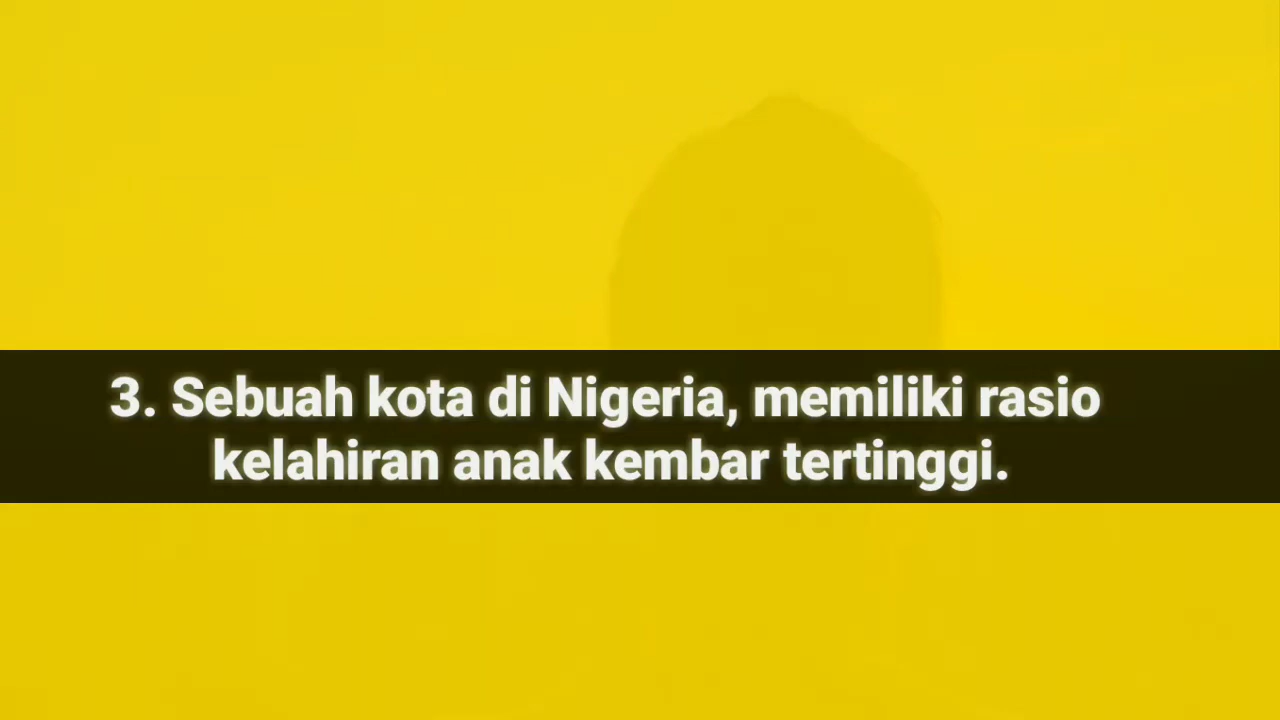 3. Sebuah kota di Nigeria, memiliki rasio
kelahiran anak kembar tertinggi.